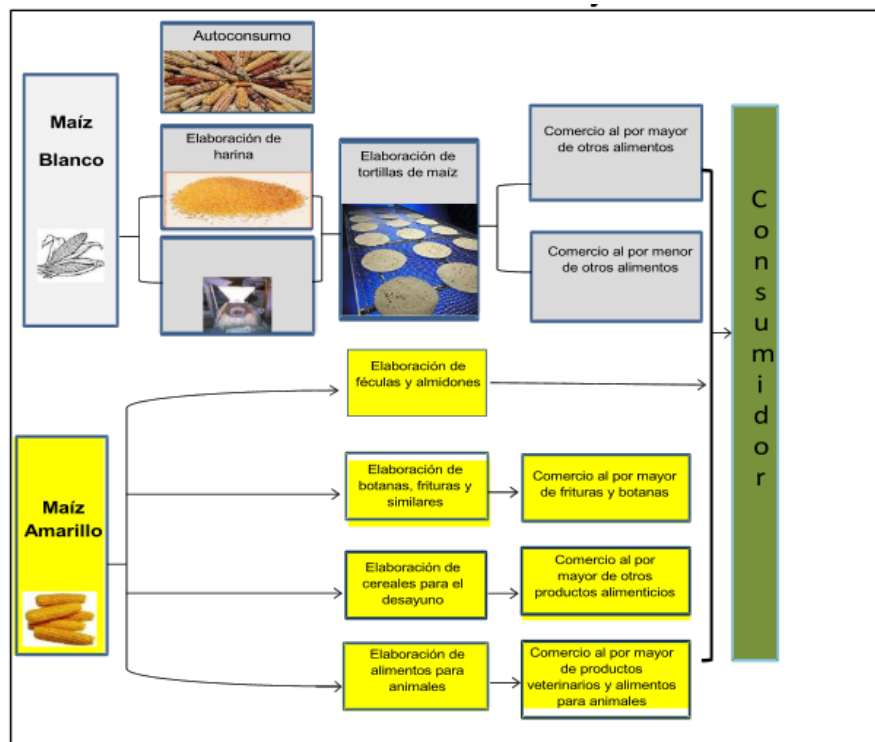 Autoconsumo
Maíz
Blanco
Elaboración de
harina
Elaboración de
tortillas de maíz
Comercio al por mayor
de otros alimentos
Comercio al por menor
de otros alimentos
Consumidor
Elaboración de
féculas y almidones
Maíz
Amarillo
Elaboración de
botanas, frituras y
similares
Comercio al por mayor
de frituras y botanas
Elaboración de
cereales para el
desayuno
Comercio al por
mayor de otros
productos alimenticios
Elaboración de
alimentos para
animales
Comercio al por mayor
de productos
veterinarios y alimentos
para animales